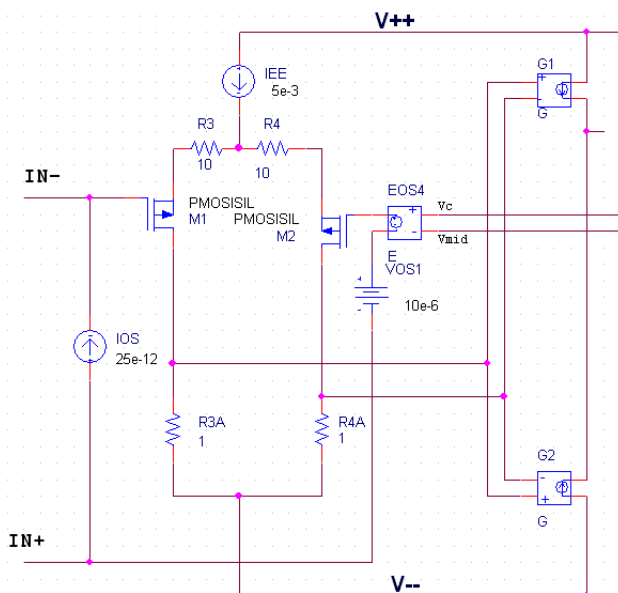 V++
G1
IEE
5e-3
+
-
G
R3
R4
10
10
IN-
PMOSISIL
M1
PMOSISIL
M2
EOS4
+
-
Vc
Vmid
E
VOS1
+
-
10e-6
IOS
25e-12
R3A
1
R4A
1
G2
-
+
G
IN+
V--